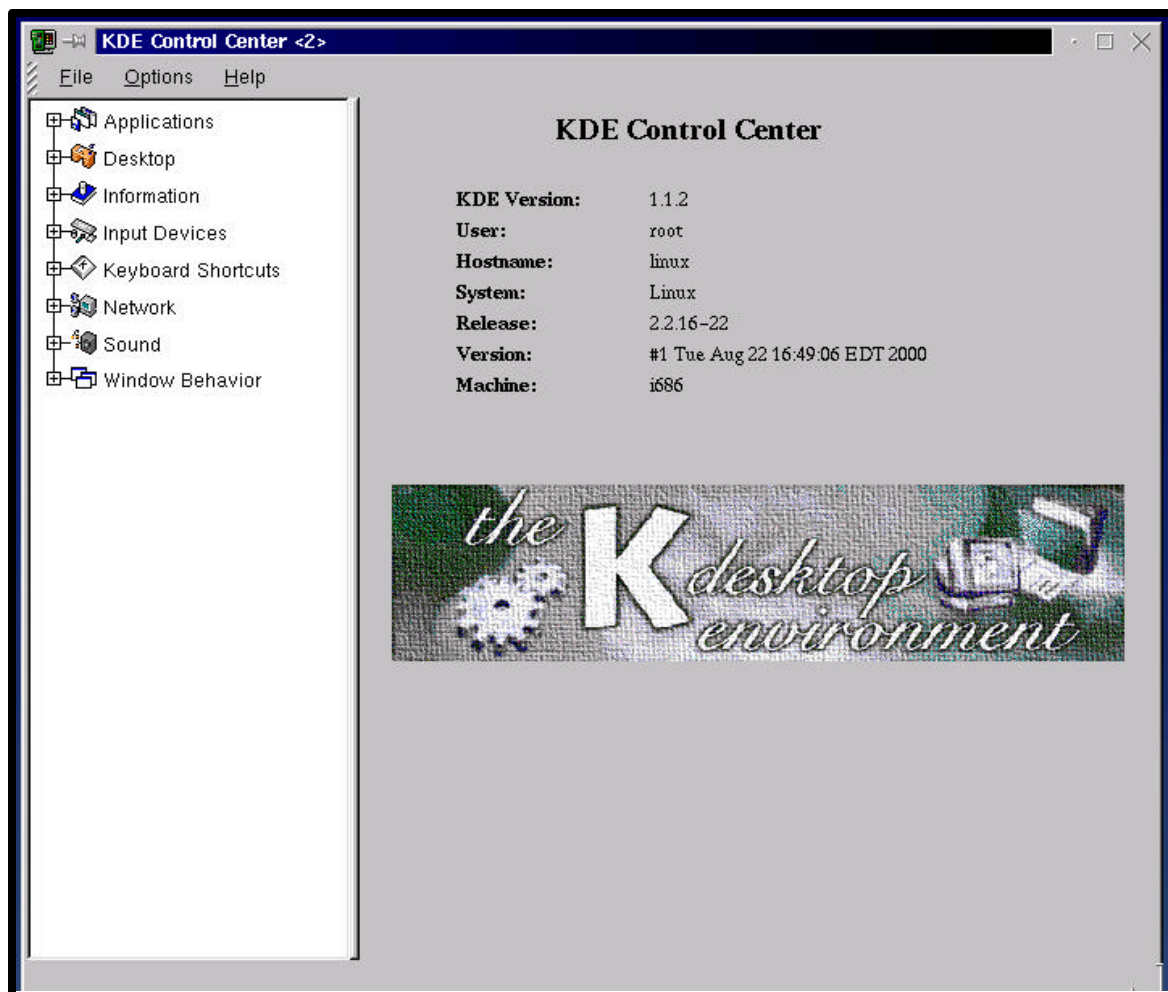 KDE Control Center <2>
File Options Help
Applications
Desktop
Information
Input Devices
Keyboard Shortcuts
Network
Sound
Window Behavior
KDE Control Center
KDE Version: 1.1.2
User: root
Hostname: linux
System: Linux
Release: 2.2.16-22
Version: #1 Tue Aug 22 16:49:06 EDT 2000
Machine: i686
the K desktop
environment